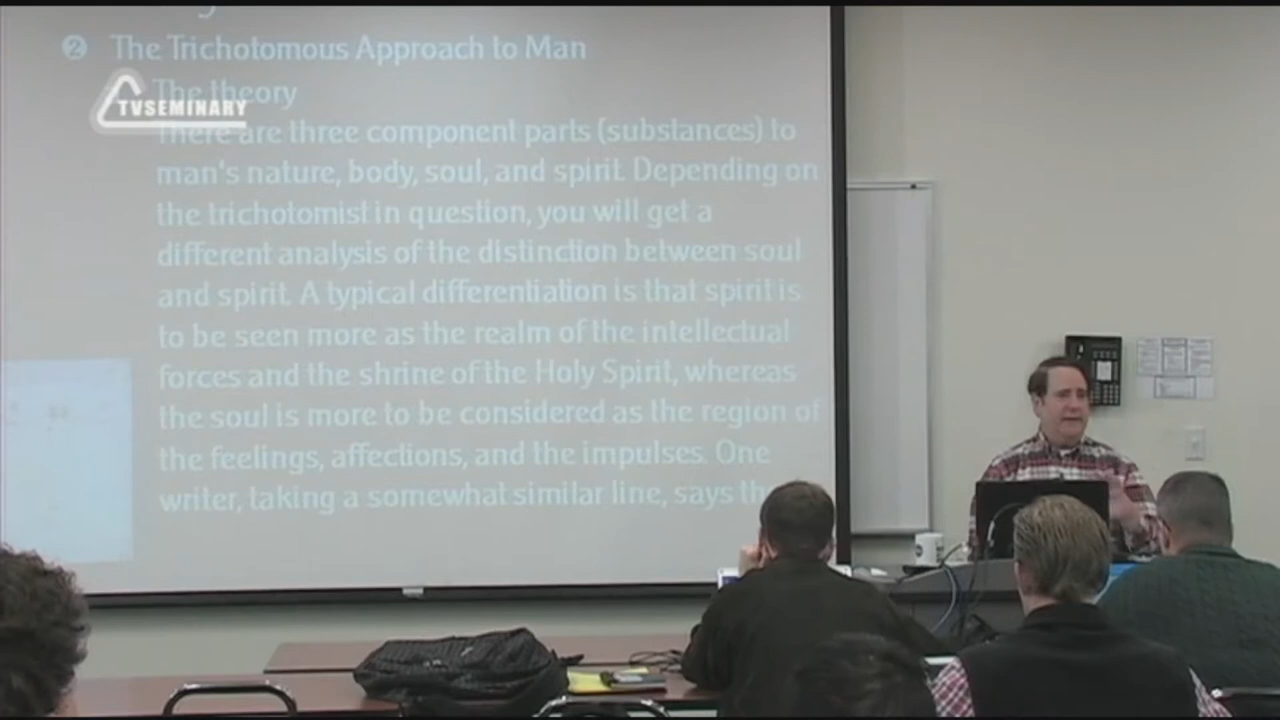 ❷ The Trichotomous Approach to Man
The theory
TVSEMINARY
There are three component parts (substances) to
man's nature, body, soul, and spirit. Depending on
the trichotomist in question, you will get a
different analysis of the distinction between soul
and spirit. A typical differentiation is that spirit is
to be seen more as the realm of the intellectual
forces and the shrine of the Holy Spirit, whereas
the soul is more to be considered as the region of
the feelings, affections, and the impulses. One
writer, taking a somewhat similar line, says